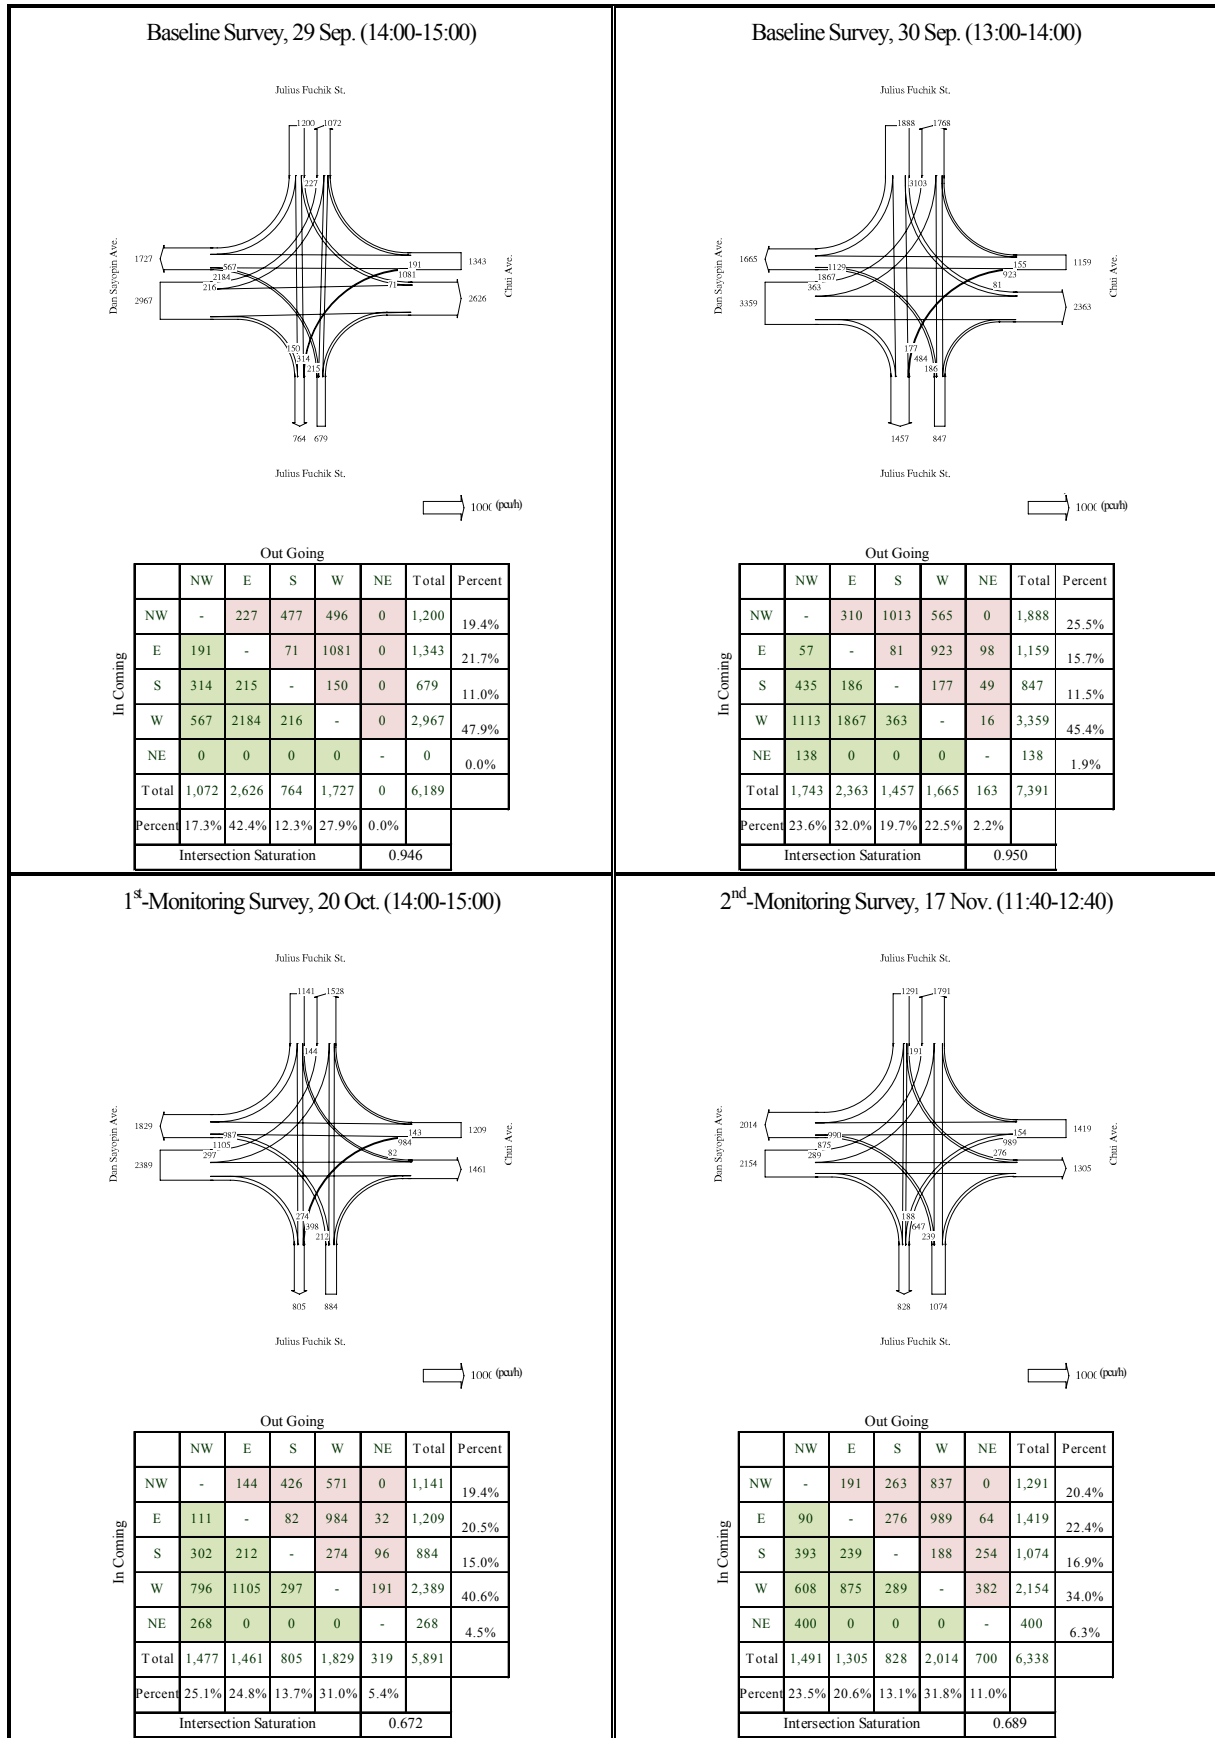 Baseline Survey, 29 Sep. (14:00-15:00)
Julius Fuchik St.
1200 1072
227
Dan Sayopin Ave.
1727
2967
567
2184
216
191
1081
71
1343
2626
Chui Ave.
150
314
215
764 679
Julius Fuchik St.
100( (pcu/h)
Out Going
In Coming
NW E S W NE Total Percent
NW - 227 477 496 0 1,200 19.4%
E 191 - 71 1081 0 1,343 21.7%
S 314 215 - 150 0 679 11.0%
W 567 2184 216 - 0 2,967 47.9%
NE 0 0 0 0 - 0 0.0%
Total 1,072 2,626 764 1,727 0 6,189
Percent 17.3% 42.4% 12.3% 27.9% 0.0%
Intersection Saturation 0.946
Baseline Survey, 30 Sep. (13:00-14:00)
Julius Fuchik St.
1888 1768
3103
Dan Sayopin Ave.
1665
3359
1129
1867
363
155
923
81
1159
2363
Chui Ave.
177
484
186
1457 847
Julius Fuchik St.
100( (pcu/h)
Out Going
In Coming
NW E S W NE Total Percent
NW - 310 1013 565 0 1,888 25.5%
E 57 - 81 923 98 1,159 15.7%
S 435 186 - 177 49 847 11.5%
W 1113 1867 363 - 16 3,359 45.4%
NE 138 0 0 0 - 138 1.9%
Total 1,743 2,363 1,457 1,665 163 7,391
Percent 23.6% 32.0% 19.7% 22.5% 2.2%
Intersection Saturation 0.950
1st-Monitoring Survey, 20 Oct. (14:00-15:00)
Julius Fuchik St.
1141 1528
144
Dan Sayopin Ave.
1829
2389
987
1105
297
143
984
82
1209
1461
Chui Ave.
274
398
212
805 884
Julius Fuchik St.
100( (pcu/h)
Out Going
In Coming
NW E S W NE Total Percent
NW - 144 426 571 0 1,141 19.4%
E 111 - 82 984 32 1,209 20.5%
S 302 212 - 274 96 884 15.0%
W 796 1105 297 - 191 2,389 40.6%
NE 268 0 0 0 - 268 4.5%
Total 1,477 1,461 805 1,829 319 5,891
Percent 25.1% 24.8% 13.7% 31.0% 5.4%
Intersection Saturation 0.672
2nd-Monitoring Survey, 17 Nov. (11:40-12:40)
Julius Fuchik St.
1291 1791
191
Dan Sayopin Ave.
2014
2154
990
875
289
154
989
276
1419
1305
Chui Ave.
188
647
239
828 1074
Julius Fuchik St.
100( (pcu/h)
Out Going
In Coming
NW E S W NE Total Percent
NW - 191 263 837 0 1,291 20.4%
E 90 - 276 989 64 1,419 22.4%
S 393 239 - 188 254 1,074 16.9%
W 608 875 289 - 382 2,154 34.0%
NE 400 0 0 0 - 400 6.3%
Total 1,491 1,305 828 2,014 700 6,338
Percent 23.5% 20.6% 13.1% 31.8% 11.0%
Intersection Saturation 0.689